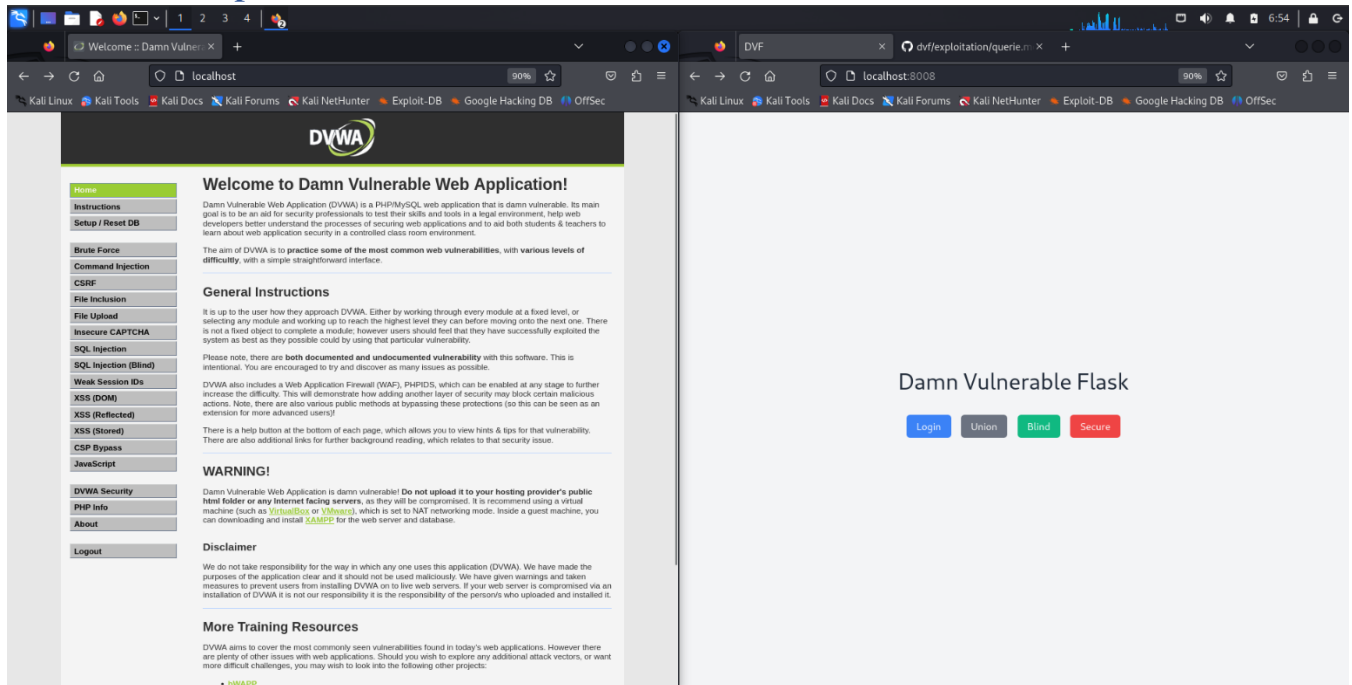 1 2 3 4
6:54
Welcome :: Damn Vulner
localhost
90%
Kali Linux Kali Tools Kali Docs Kali Forums Kali NetHunter Exploit-DB Google Hacking DB OffSec
DVWA
Home
Instructions
Setup / Reset DB
Brute Force
Command Injection
CSRF
File Inclusion
File Upload
Insecure CAPTCHA
SQL Injection
SQL Injection (Blind)
Weak Session IDs
XSS (DOM)
XSS (Reflected)
XSS (Stored)
CSP Bypass
JavaScript
DVWA Security
PHP Info
About
Logout
Welcome to Damn Vulnerable Web Application!
Damn Vulnerable Web Application (DVWA) is a PHP/MySQL web application that is damn vulnerable. Its main
goal is to be an aid for security professionals to test their skills and tools in a legal environment, help web
developers better understand the processes of securing web applications and to aid both students & teachers to
learn about web application security in a controlled class room environment.
The aim of DVWA is to practice some of the most common web vulnerabilities, with various levels of
difficultly, with a simple straightforward interface.
General Instructions
It is up to the user how they approach DVWA. Either by working through every module at a fixed level, or
selecting any module and working up to reach the highest level they can before moving onto the next one. There
is not a fixed object to complete a module; however users should feel that they have successfully exploited the
system as best as they possible could by using that particular vulnerability.
Please note, there are both documented and undocumented vulnerability with this software. This is
intentional. You are encouraged to try and discover as many issues as possible.
DVWA also includes a Web Application Firewall (WAF), PHPIDS, which can be enabled at any stage to further
increase the difficulty. This will demonstrate how adding another layer of security may block certain malicious
actions. Note, there are also various public methods at bypassing these protections (so this can be seen as an
extension for more advanced users)!
There is a help button at the bottom of each page, which allows you to view hints & tips for that vulnerability.
There are also additional links for further background reading, which relates to that security issue.
WARNING!
Damn Vulnerable Web Application is damn vulnerable! Do not upload it to your hosting provider's public
html folder or any Internet facing servers, as they will be compromised. It is recommend using a virtual
machine (such as VirtualBox or VMware), which is set to NAT networking mode. Inside a guest machine, you
can downloading and install XAMPP for the web server and database.
Disclaimer
We do not take responsibility for the way in which any one uses this application (DVWA). We have made the
purposes of the application clear and it should not be used maliciously. We have given warnings and taken
measures to prevent users from installing DVWA on to live web servers. If your web server is compromised via an
installation of DVWA it is not our responsibility it is the responsibility of the person/s who uploaded and installed it.
More Training Resources
DVWA aims to cover the most commonly seen vulnerabilities found in today's web applications. However there
are plenty of other issues with web applications. Should you wish to explore any additional attack vectors, or want
more difficult challenges, you may wish to look into the following other projects:
DVF
dvf/exploitation/querie.m
localhost:8008
90%
Kali Linux Kali Tools Kali Docs Kali Forums Kali NetHunter Exploit-DB Google Hacking DB OffSec
Damn Vulnerable Flask
Login Union Blind Secure